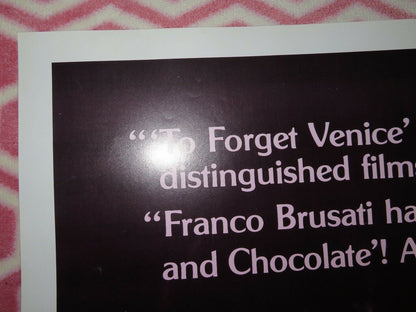 “‘To Forget Venice’
distinguished films
“Franco Brusati ha
and Chocolate’! A